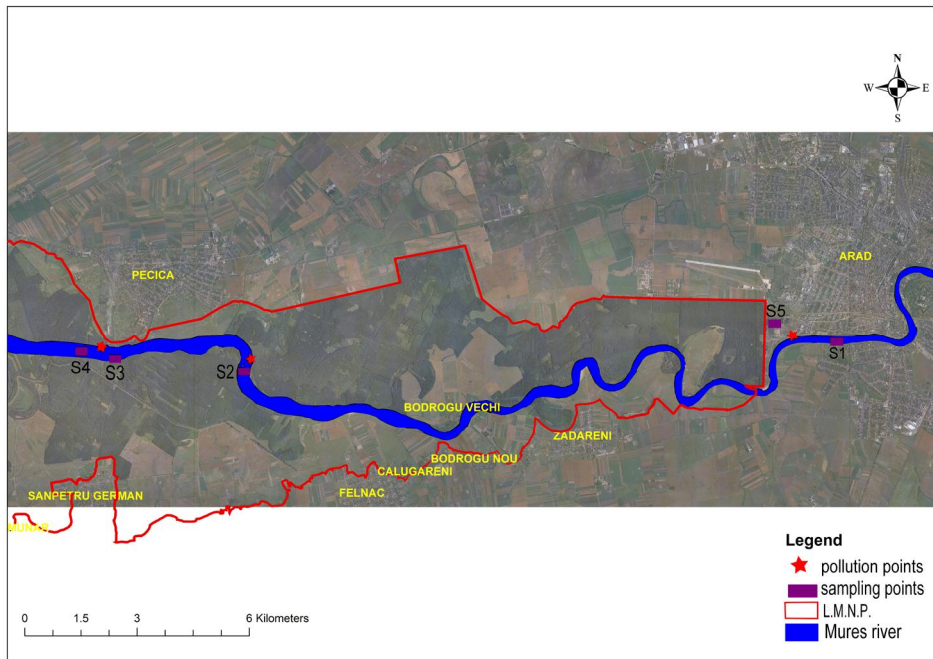 N
W E
S
ARAD
PECICA
S5
S1
S4 S3
S2
BODROGU VECHI
ZADARENI
BODROGU NOU
CALUGARENI
FELNAC
SANPETRU GERMAN
MUNAR
Legend
pollution points
sampling points
L.M.N.P.
Mures river
0 1.5 3 6 Kilometers